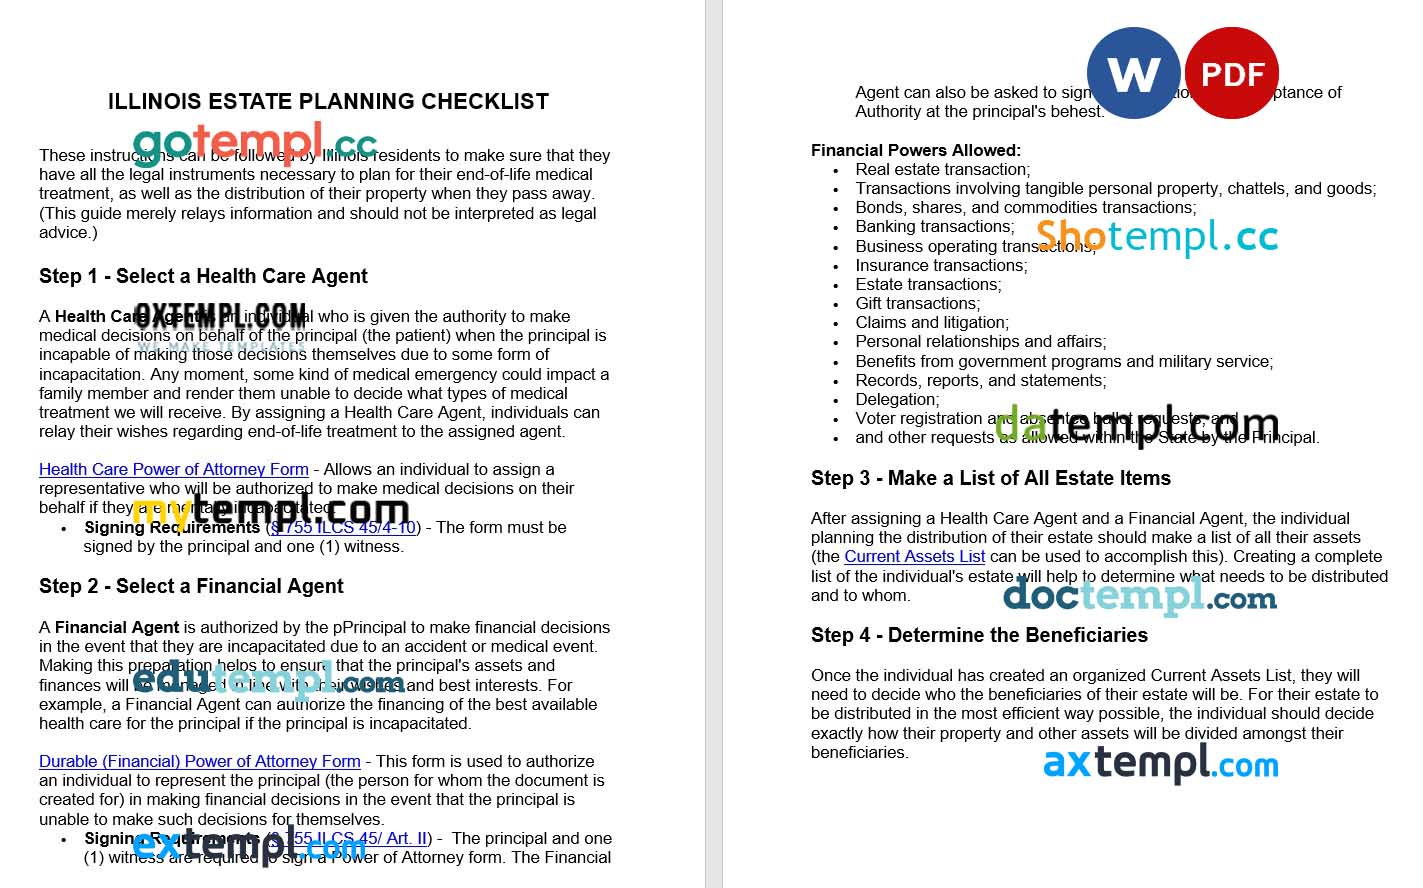 ILLINOIS ESTATE PLANNING CHECKLIST
gotempl.cc
These instructions can be followed by Illinois residents to make sure that they
have all the legal instruments necessary to plan for their end-of-life medical
treatment, as well as the distribution of their property when they pass away.
(This guide merely relays information and should not be interpreted as legal
advice.)
Step 1 - Select a Health Care Agent
OXTEMPL.COM
WE MAKE TEMPLATES
A Health Care Agent is an individual who is given the authority to make
medical decisions on behalf of the principal (the patient) when the principal is
incapable of making those decisions themselves due to some form of
incapacitation. Any moment, some kind of medical emergency could impact a
family member and render them unable to decide what types of medical
treatment we will receive. By assigning a Health Care Agent, individuals can
relay their wishes regarding end-of-life treatment to the assigned agent.
Health Care Power of Attorney Form - Allows an individual to assign a
representative who will be authorized to make medical decisions on their
behalf if they are mentally incapacitated.
mytempl.com
• Signing Requirements (§ 755 ILCS 45/4-10) - The form must be
signed by the principal and one (1) witness.
Step 2 - Select a Financial Agent
A Financial Agent is authorized by the pPrincipal to make financial decisions
in the event that they are incapacitated due to an accident or medical event.
Making this preparation helps to ensure that the principal's assets and
finances will be managed in line with their wishes and best interests. For
edutempl.com
example, a Financial Agent can authorize the financing of the best available
health care for the principal if the principal is incapacitated.
Durable (Financial) Power of Attorney Form - This form is used to authorize
an individual to represent the principal (the person for whom the document is
created for) in making financial decisions in the event that the principal is
unable to make such decisions for themselves.
• Signing Requirements (§ 755 ILCS 45/ Art. II) - The principal and one
(1) witness are required to sign a Power of Attorney form. The Financial
extempl.com
W PDF
Agent can also be asked to sign ptance of
Authority at the principal's behest.
Financial Powers Allowed:
• Real estate transaction;
• Transactions involving tangible personal property, chattels, and goods;
• Bonds, shares, and commodities transactions;
• Banking transactions;
Shotempl.cc
• Business operating transactions;
• Insurance transactions;
• Estate transactions;
• Gift transactions;
• Claims and litigation;
• Personal relationships and affairs;
• Benefits from government programs and military service;
• Records, reports, and statements;
• Delegation;
• Voter registration and absentee ballot requests; and
datempl.com
• and other requests as allowed within the State by the Principal.
Step 3 - Make a List of All Estate Items
After assigning a Health Care Agent and a Financial Agent, the individual
planning the distribution of their estate should make a list of all their assets
(the Current Assets List can be used to accomplish this). Creating a complete
list of the individual's estate will help to determine what needs to be distributed
and to whom.
doctempl.com
Step 4 - Determine the Beneficiaries
Once the individual has created an organized Current Assets List, they will
need to decide who the beneficiaries of their estate will be. For their estate to
be distributed in the most efficient way possible, the individual should decide
exactly how their property and other assets will be divided amongst their
beneficiaries.
axtempl.com